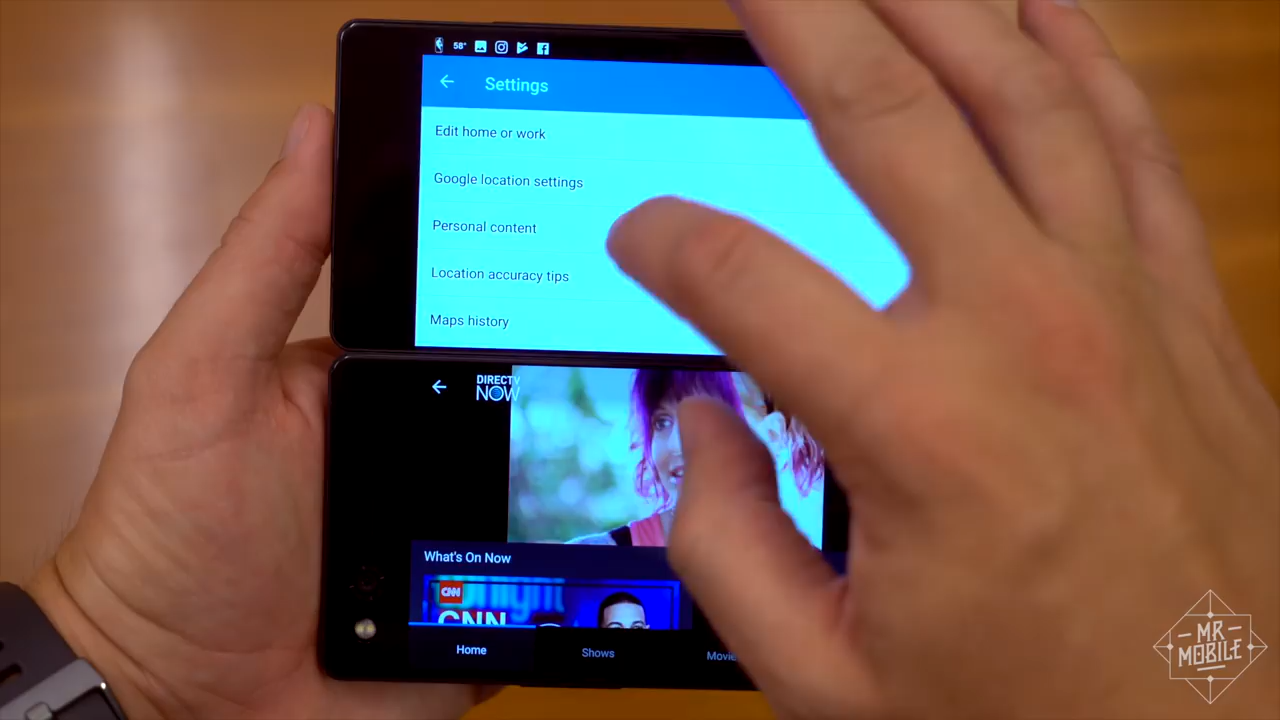 58°
Settings
Edit home or work
Google location settings
Personal content
Location accuracy tips
Maps history
DIRECTV
NOW
What's On Now
CNN
CNN
Home
Shows
MR
MOBILE